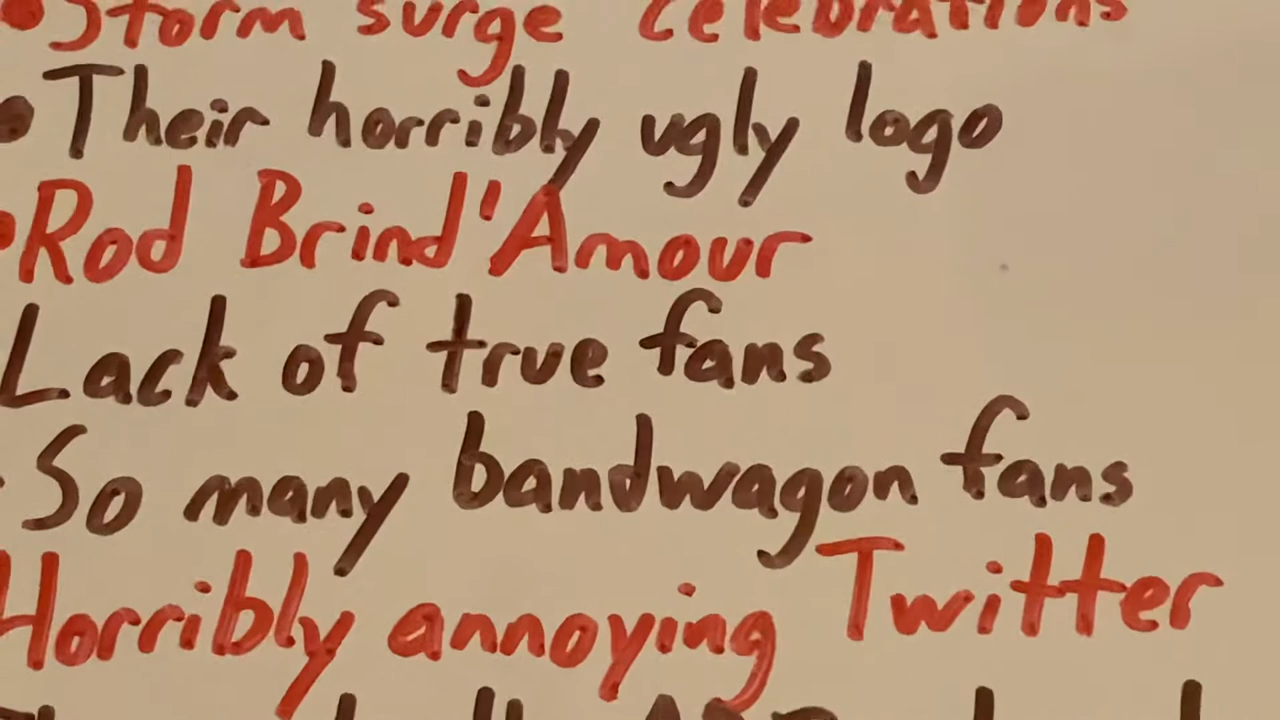 Storm surge celebrations
Their horribly ugly logo
Rod Brind'Amour
Lack of true fans
So many bandwagon fans
Horribly annoying Twitter